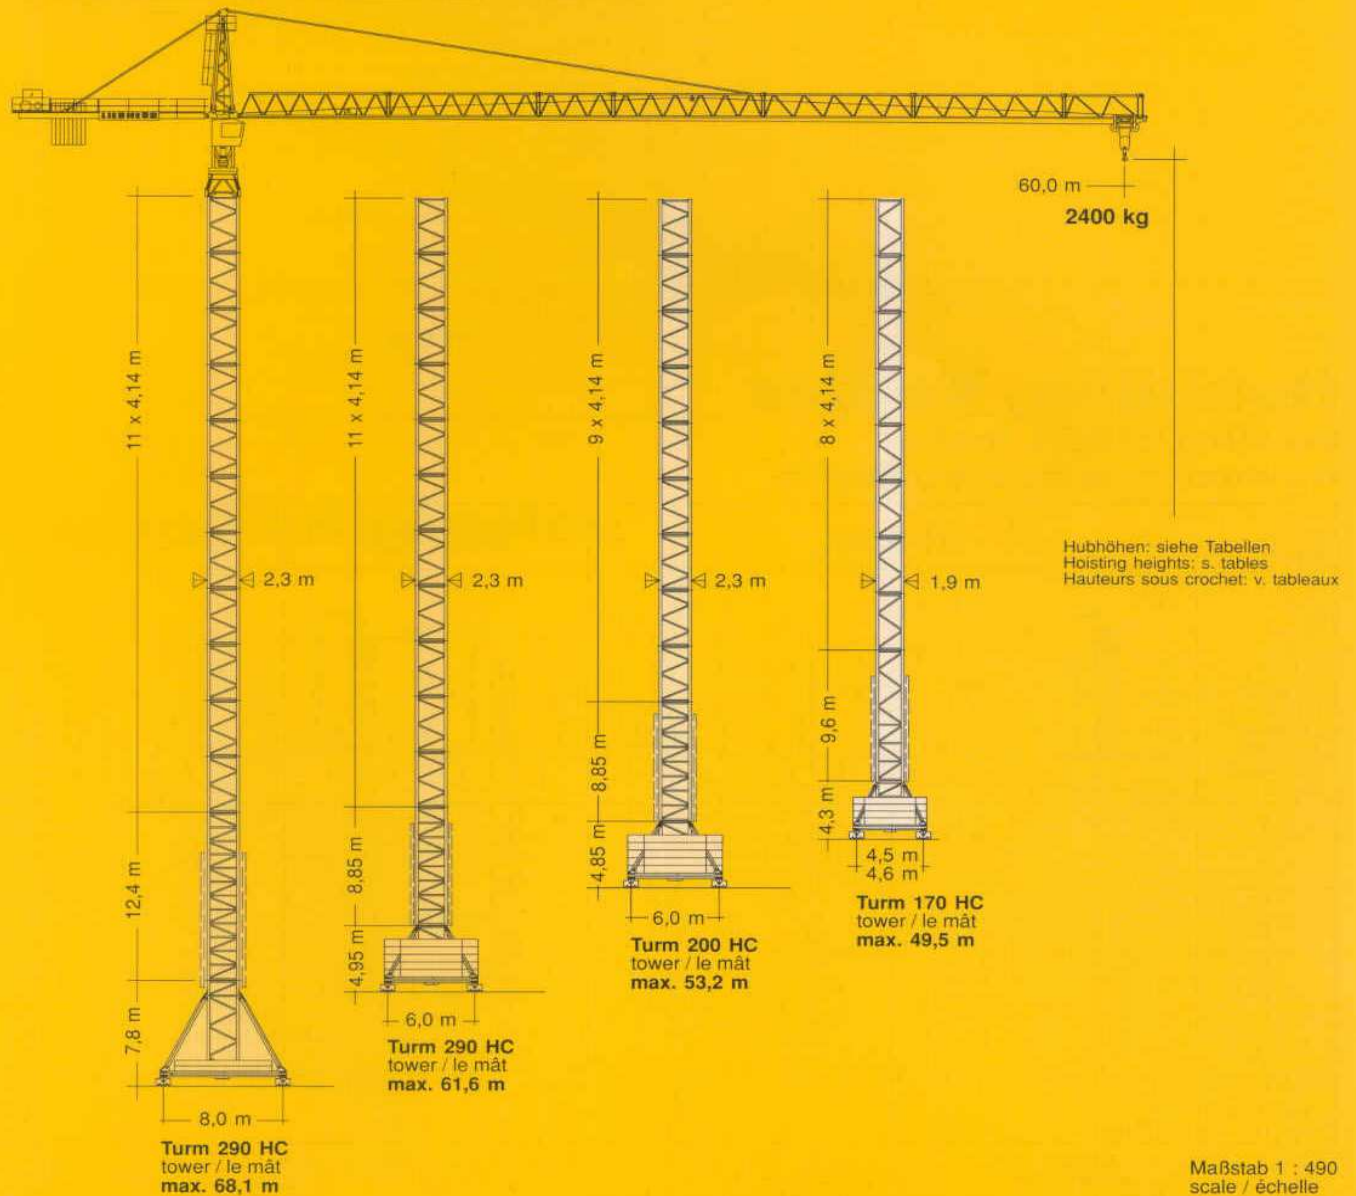 LIEBHERR
60,0 m
2400 kg
11 x 4,14 m
11 x 4,14 m
9 x 4,14 m
8 x 4,14 m
Hubhöhen: siehe Tabellen
Hoisting heights: s. tables
Hauteurs sous crochet: v. tableaux
2,3 m
2,3 m
2,3 m
1,9 m
12,4 m
7,8 m
8,85 m
4,95 m
8,85 m
4,85 m
9,6 m
4,3 m
4,5 m
4,6 m
Turm 170 HC
tower / le mât
max. 49,5 m
6,0 m
Turm 200 HC
tower / le mât
max. 53,2 m
6,0 m
Turm 290 HC
tower / le mât
max. 61,6 m
8,0 m
Turm 290 HC
tower / le mât
max. 68,1 m
Maßstab 1 : 490
scale / échelle